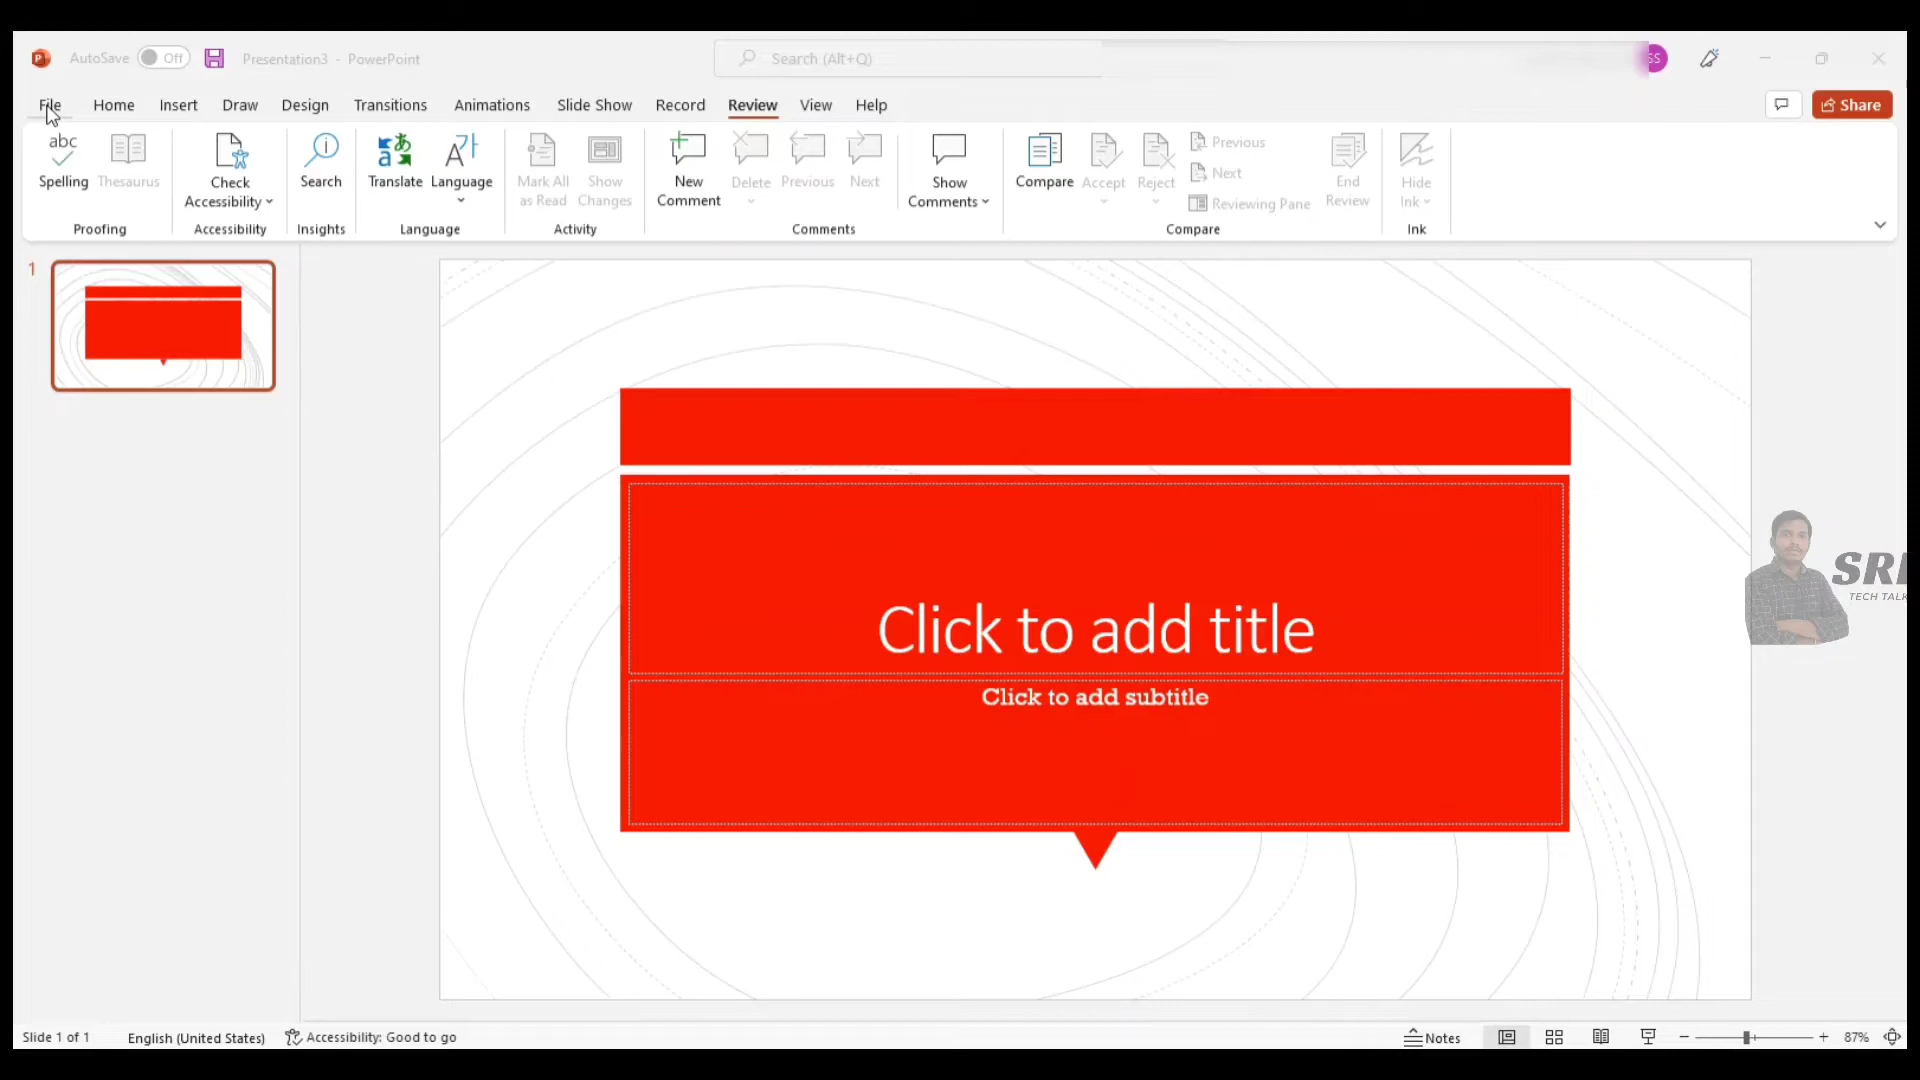 AutoSave Off Presentation3 - PowerPoint Search (Alt+Q)
File Home Insert Draw Design Transitions Animations Slide Show Record Review View Help Share
abc
Spelling Thesaurus
Proofing
Check
Accessibility
Accessibility
Search
Insights
Translate Language
Language
Mark All
as Read
Show
Changes
Activity
New
Comment
Delete Previous Next
Show
Comments
Comments
Compare Accept Reject
Previous
Next
Reviewing Pane
End
Review
Compare
Hide
Ink
Ink
1
Click to add title
Click to add subtitle
SRI
TECH TALK
Slide 1 of 1 English (United States) Accessibility: Good to go Notes 87%